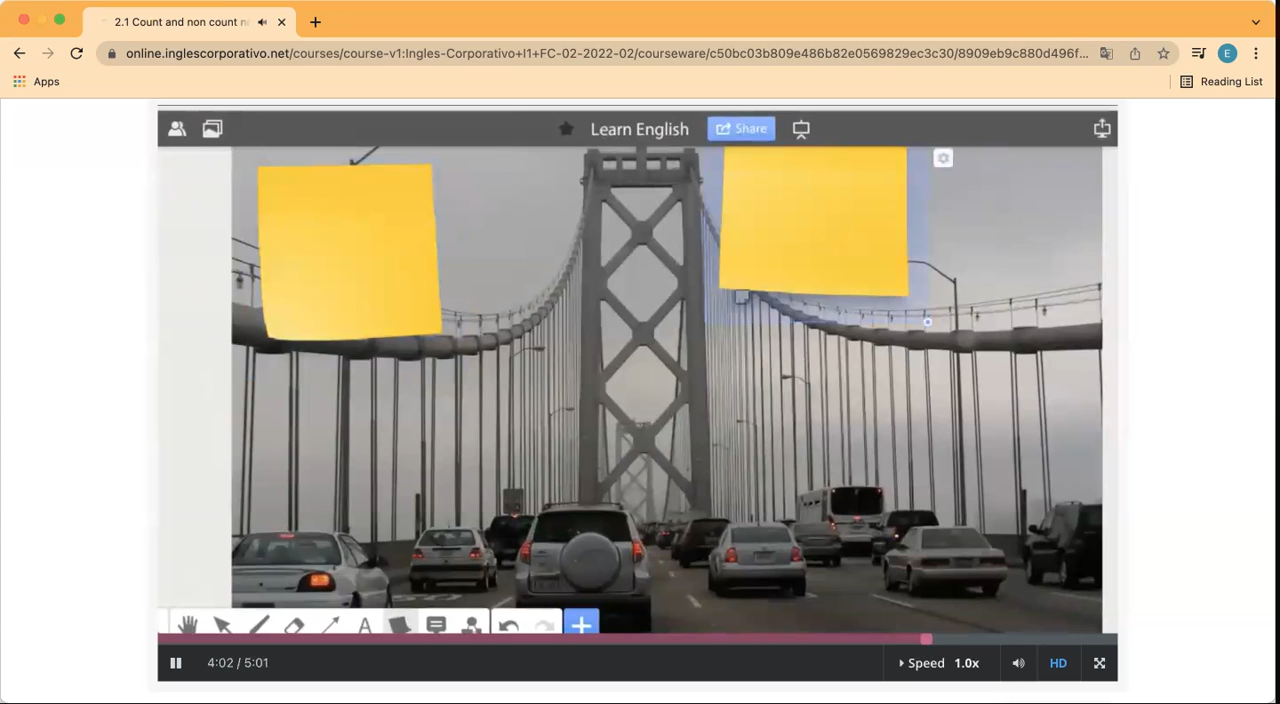 2.1 Count and non count n
online.inglescorporativo.net/courses/course-v1:Ingles-Corporativo+I1+FC-02-2022-02/courseware/c50bc03b809e486b82e0569829ec3c30/8909eb9c880d496f...
E
Apps
Reading List
Learn English
Share
A
4:02 / 5:01
Speed 1.0x
HD